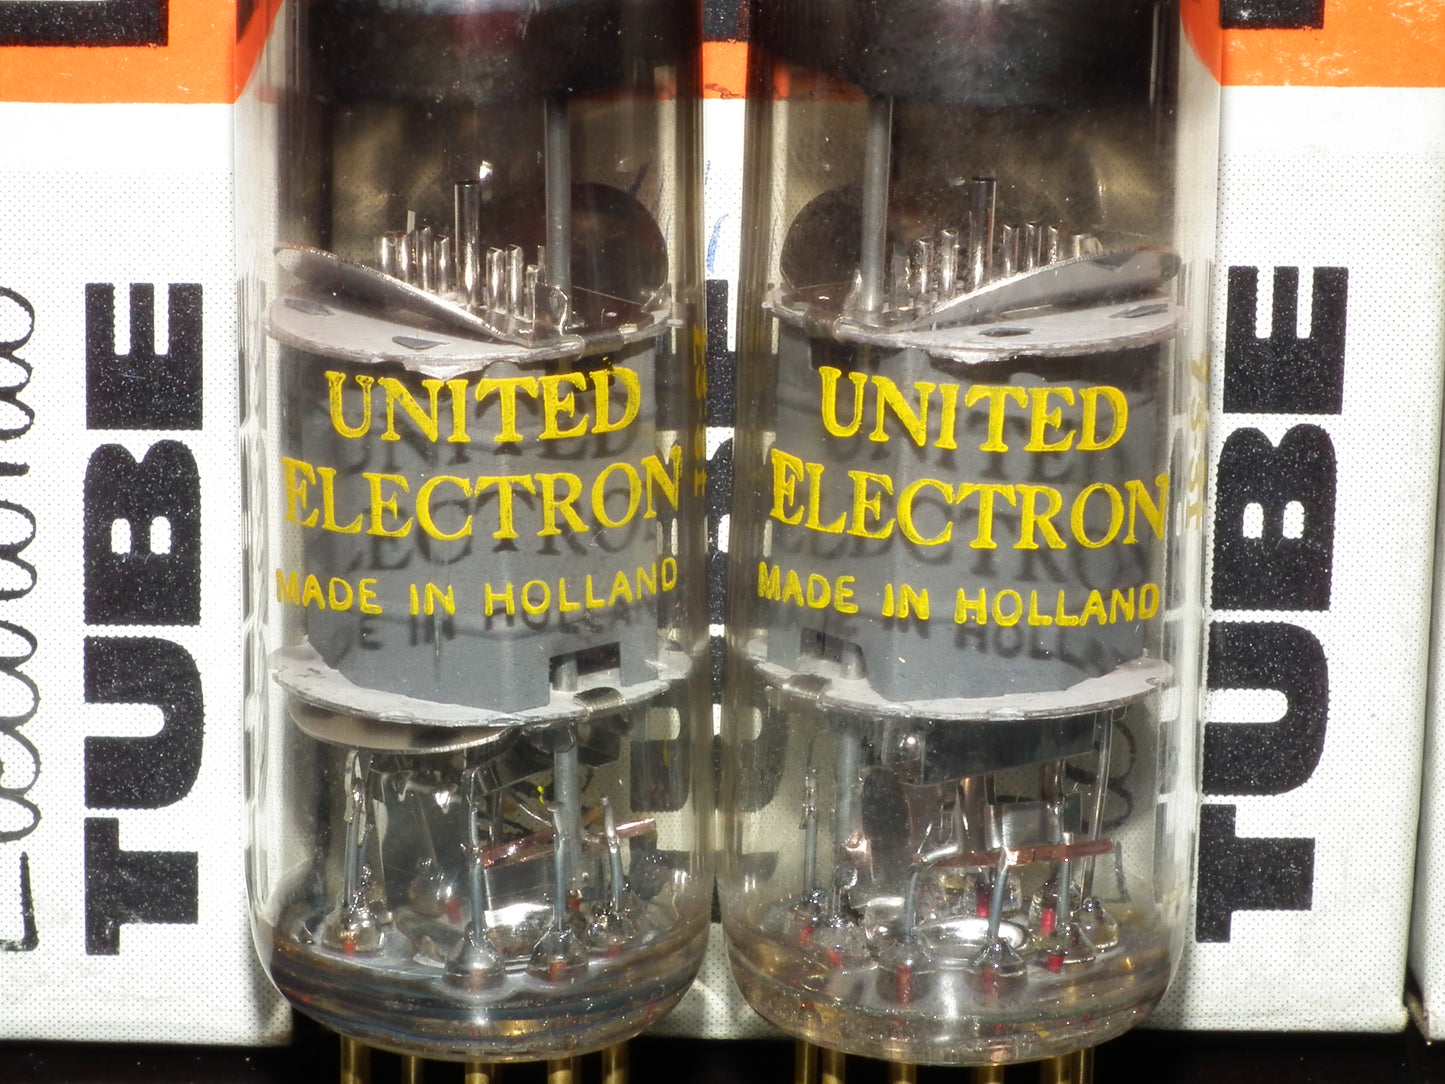 TUBE
UNITED
ELECTRON
MADE IN HOLLAND
UNITED
ELECTRON
MADE IN HOLLAND
TUBE